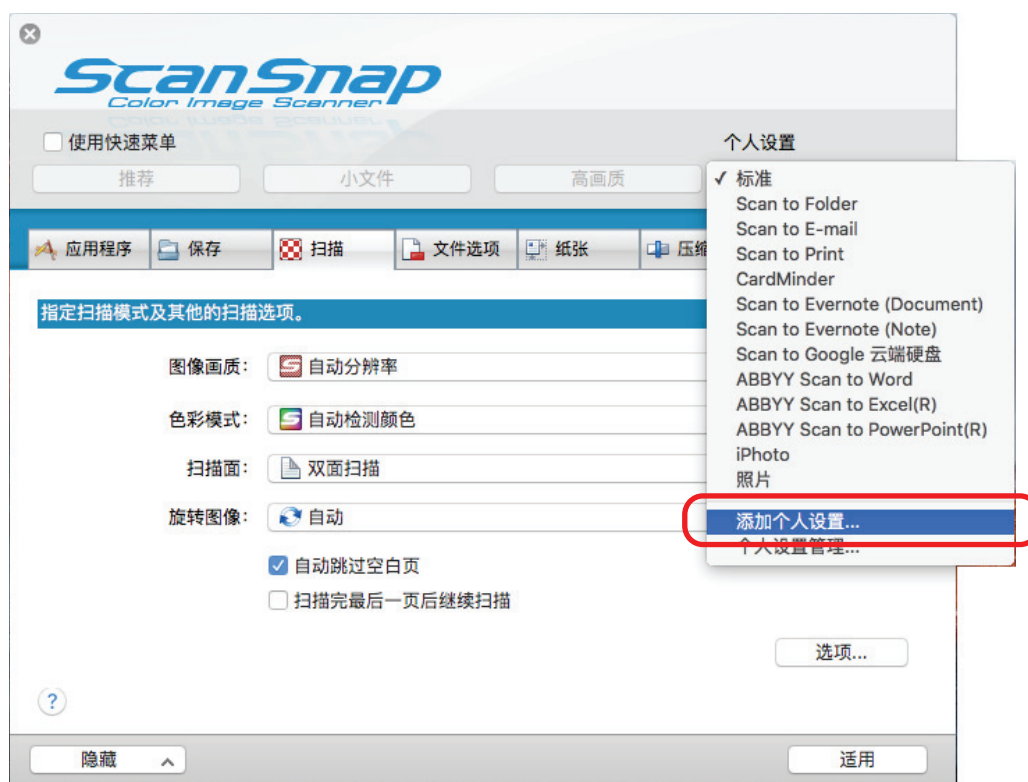 ScanSnap
Color Image Scanner
使用快速菜单
个人设置
推荐
小文件
高画质
✓ 标准
Scan to Folder
Scan to E-mail
Scan to Print
CardMinder
Scan to Evernote (Document)
Scan to Evernote (Note)
Scan to Google 云端硬盘
ABBYY Scan to Word
ABBYY Scan to Excel(R)
ABBYY Scan to PowerPoint(R)
iPhoto
照片
添加个人设置...
个人设置管理...
应用程序
保存
扫描
文件选项
纸张
压缩
指定扫描模式及其他的扫描选项。
图像画质：
自动分辨率
色彩模式：
自动检测颜色
扫描面：
双面扫描
旋转图像：
自动
自动跳过空白页
扫描完最后一页后继续扫描
选项...
?
隐藏
适用